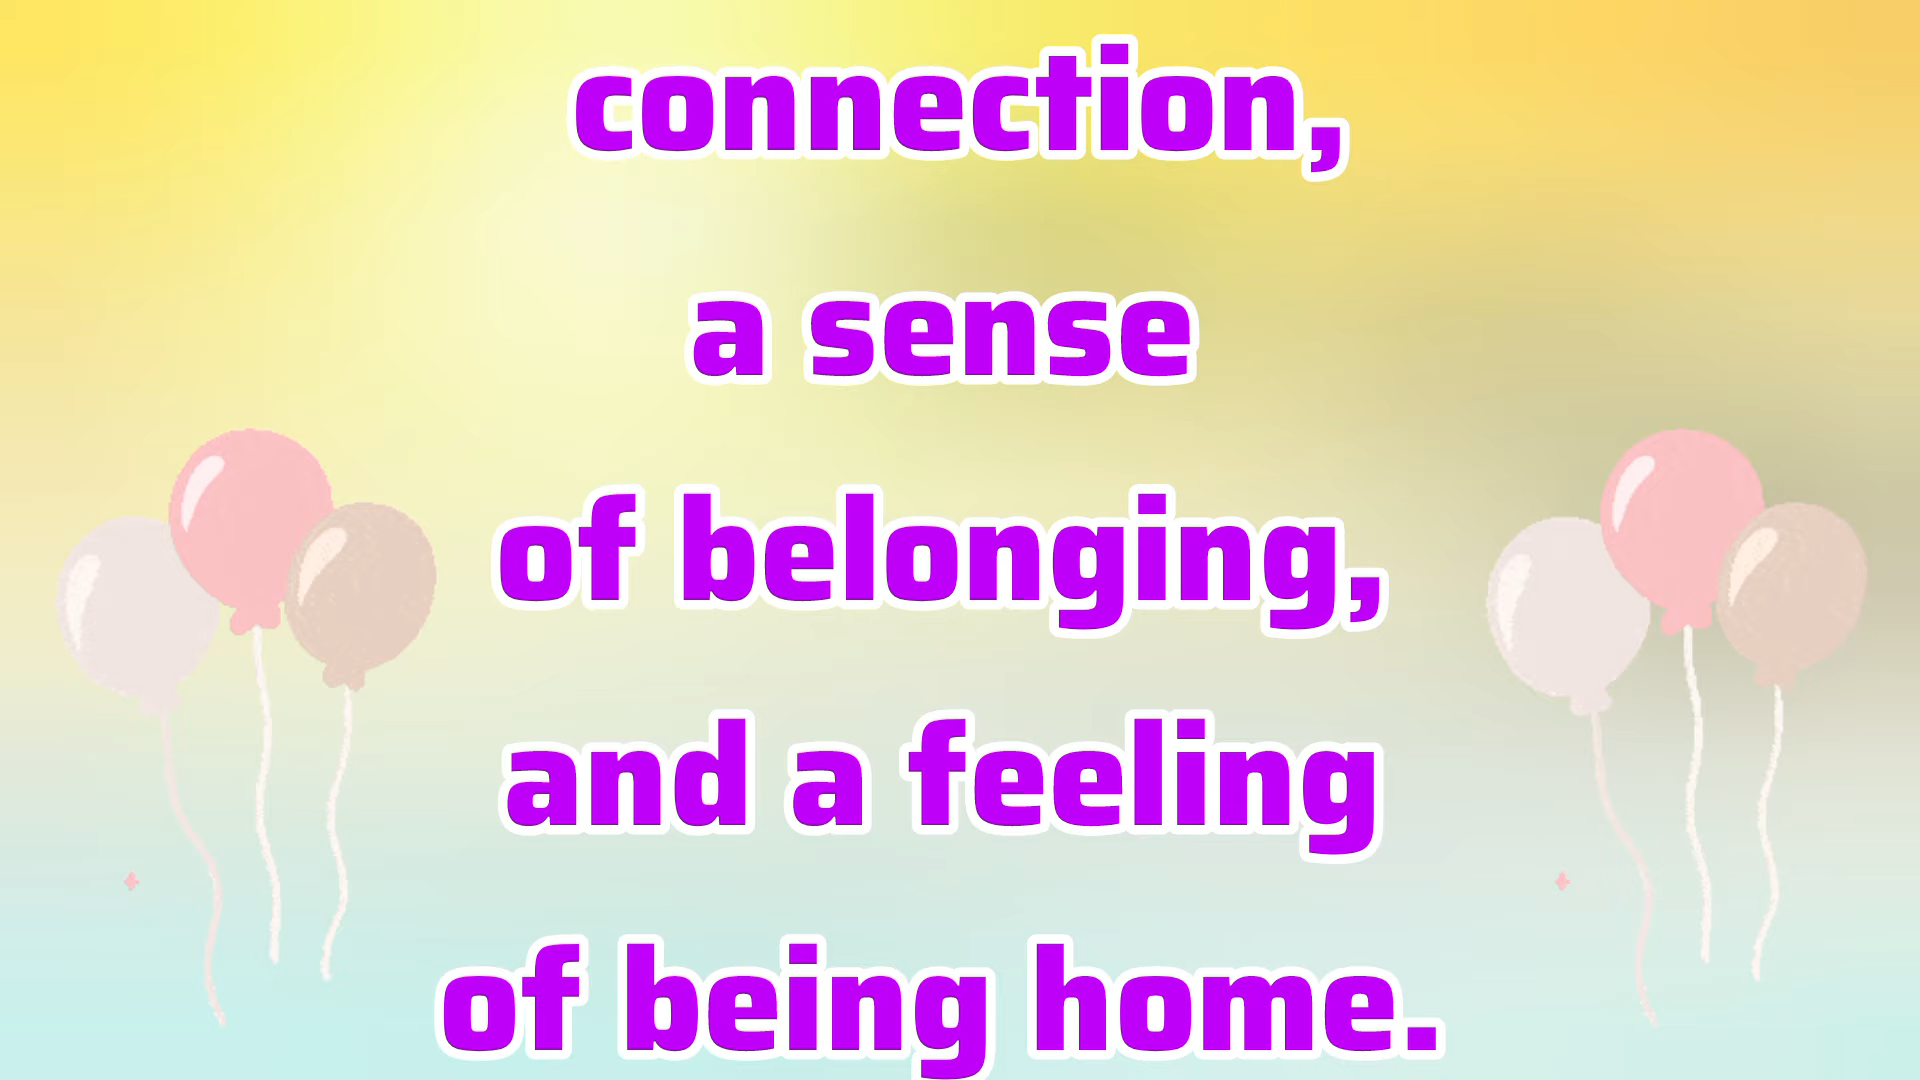 connection,
a sense
of belonging,
and a feeling
of being home.